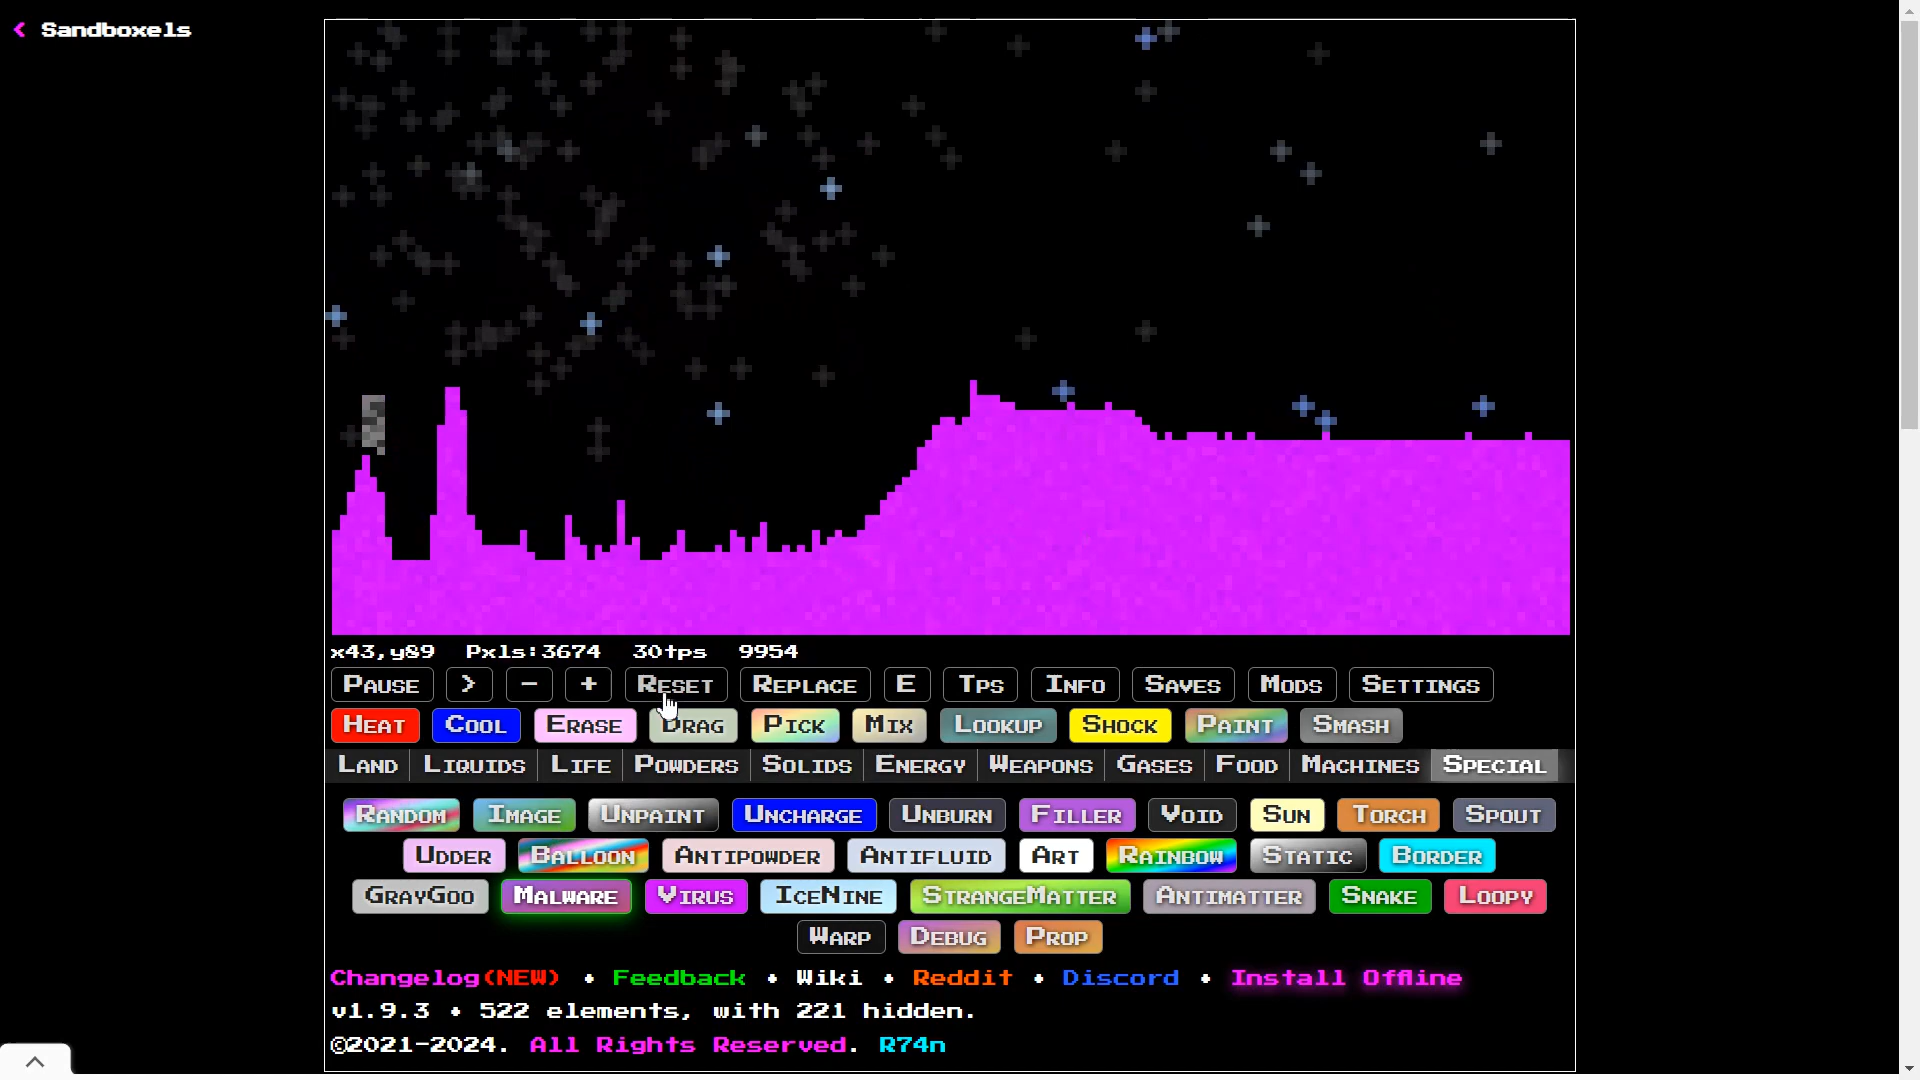 < Sandboxels
x43,y89 Pxls:3674 30tps 9954
Pause > - + Reset Replace E Tps Info Saves Mods Settings
Heat Cool Erase Drag Pick Mix Lookup Shock Paint Smash
Land Liquids Life Powders Solids Energy Weapons Gases Food Machines Special
Random Image Unpaint Uncharge Unburn Filler Void Sun Torch Spout
Udder Balloon Antipowder Antifluid Art Rainbow Static Border
GrayGoo Malware Virus IceNine StrangeMatter Antimatter Snake Loopy
Warp Debug Prop
Changelog(NEW) • Feedback • Wiki • Reddit • Discord • Install Offline
v1.9.3 • 522 elements, with 221 hidden.
©2021-2024. All Rights Reserved. R74n